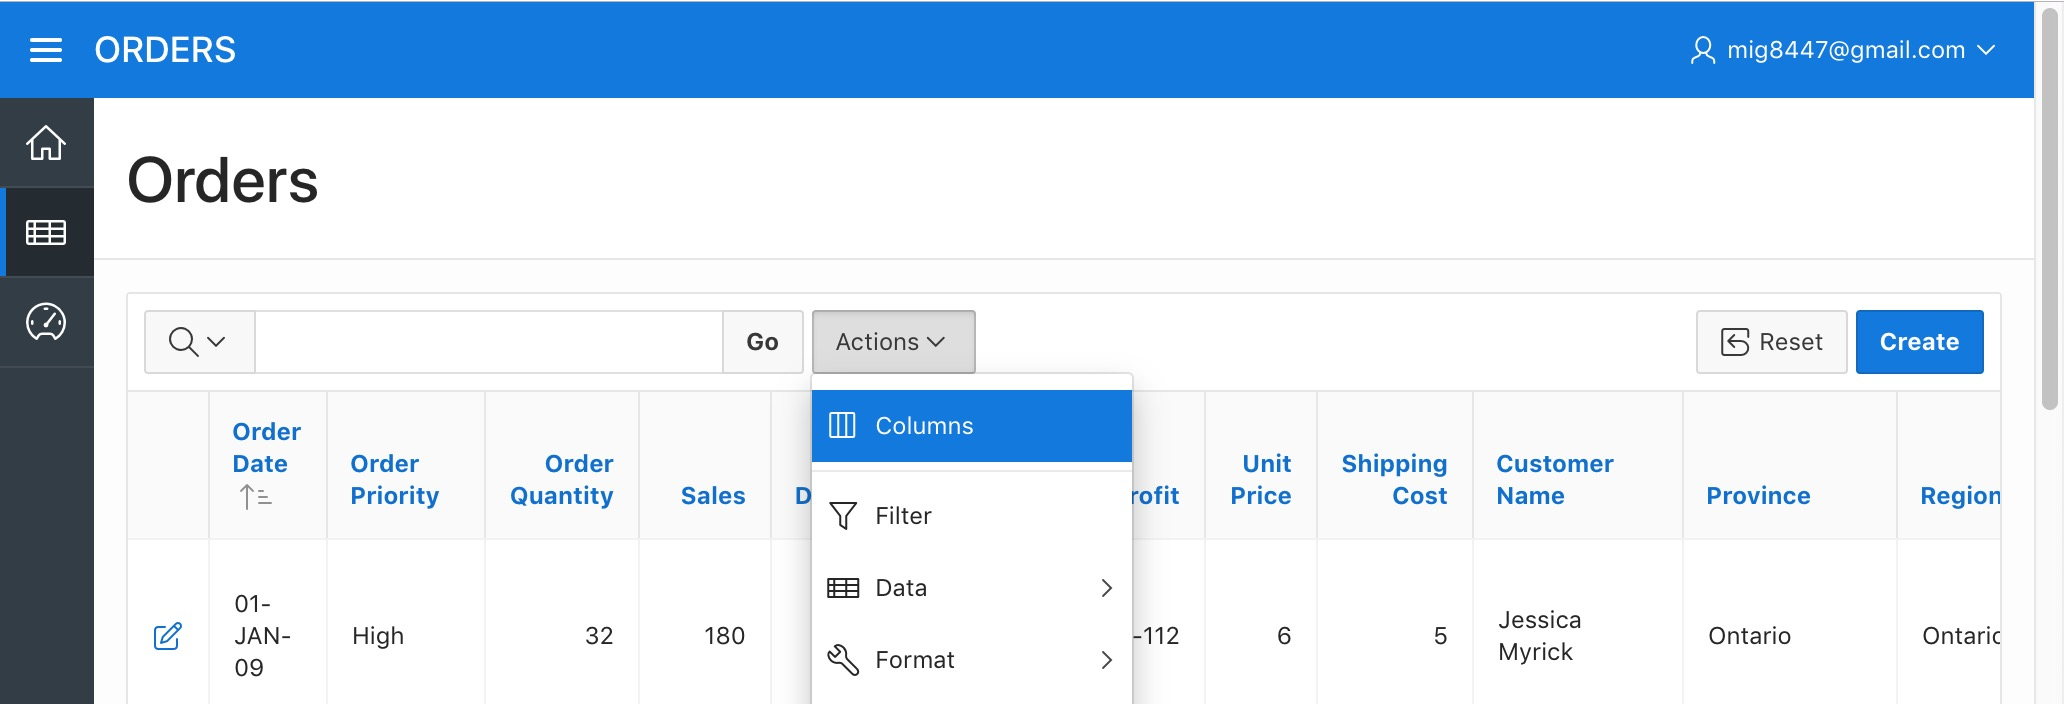 ORDERS
mig8447@gmail.com
Orders
Go
Actions
Reset
Create
Columns
Filter
Data
Format
Order
Date
Order
Priority
Order
Quantity
Sales
D
rofit
Unit
Price
Shipping
Cost
Customer
Name
Province
Region
01-
JAN-
09
High
32
180
-112
6
5
Jessica
Myrick
Ontario
Ontario